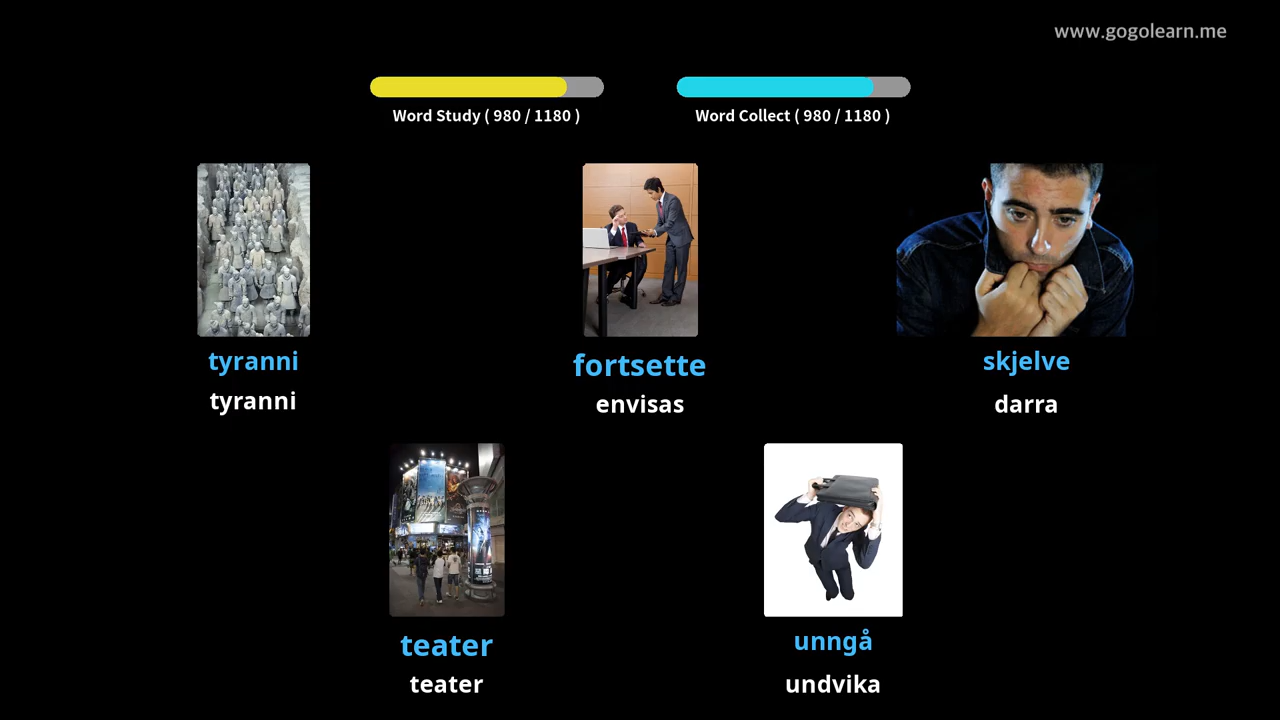 www.gogolearn.me
Word Study ( 980 / 1180 )
Word Collect ( 980 / 1180 )
tyranni
tyranni
fortsette
envisas
skjelve
darra
teater
teater
unngå
undvika